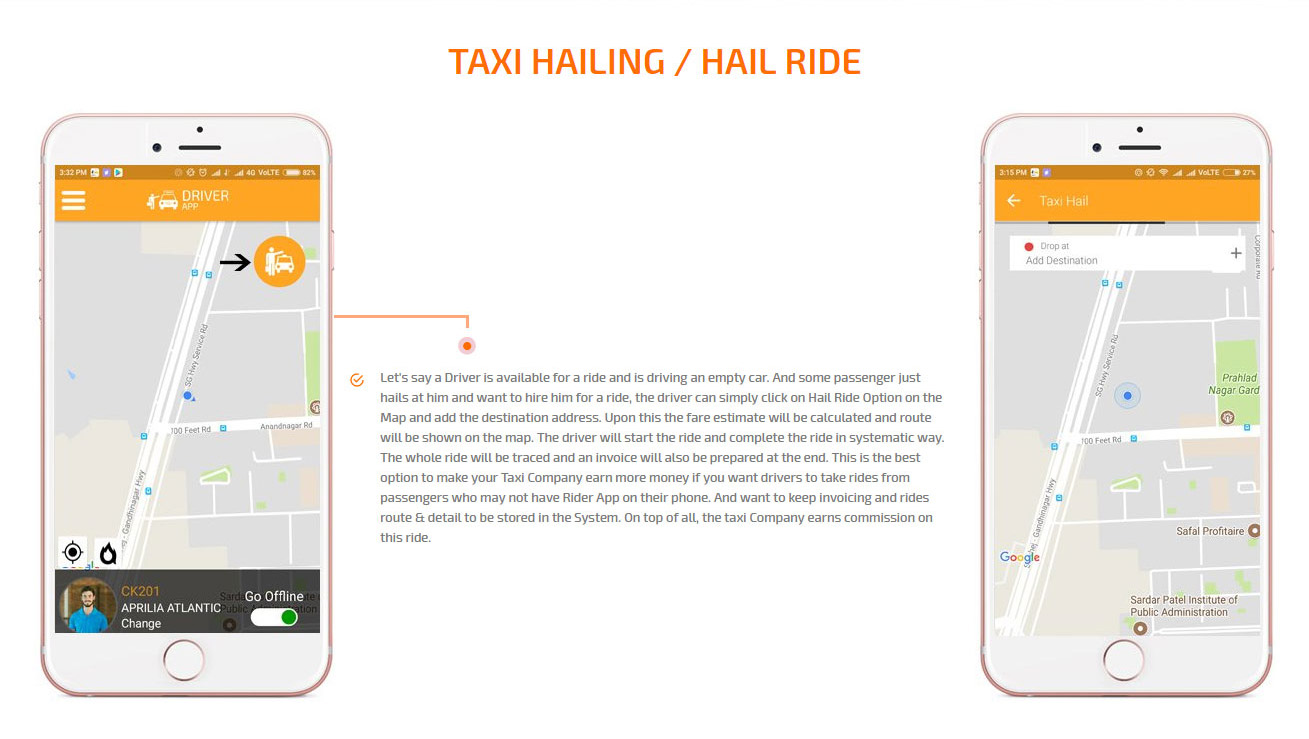 TAXI HAILING / HAIL RIDE
3:32 PM
4G VoLTE 82%
DRIVER
APP
SG Hwy Service Rd
100 Feet Rd
Anandnagar Rd
- Gandhinagar Hwy
CK201
APRILIA ATLANTIC
Change
Go Offline
Sardar Patel Institute of
Public Administration
Let's say a Driver is available for a ride and is driving an empty car. And some passenger just
hails at him and want to hire him for a ride, the driver can simply click on Hail Ride Option on the
Map and add the destination address. Upon this the fare estimate will be calculated and route
will be shown on the map. The driver will start the ride and complete the ride in systematic way.
The whole ride will be traced and an invoice will also be prepared at the end. This is the best
option to make your Taxi Company earn more money if you want drivers to take rides from
passengers who may not have Rider App on their phone. And want to keep invoicing and rides
route & detail to be stored in the System. On top of all, the taxi Company earns commission on
this ride.
3:15 PM
VoLTE 27%
Taxi Hail
Drop at
Add Destination
Corporate Rd
SG Hwy Service Rd
Prahlad
Nagar Gard
100 Feet Rd
- Gandhinagar Hwy
Safal Profitaire
Google
Sardar Patel Institute of
Public Administration